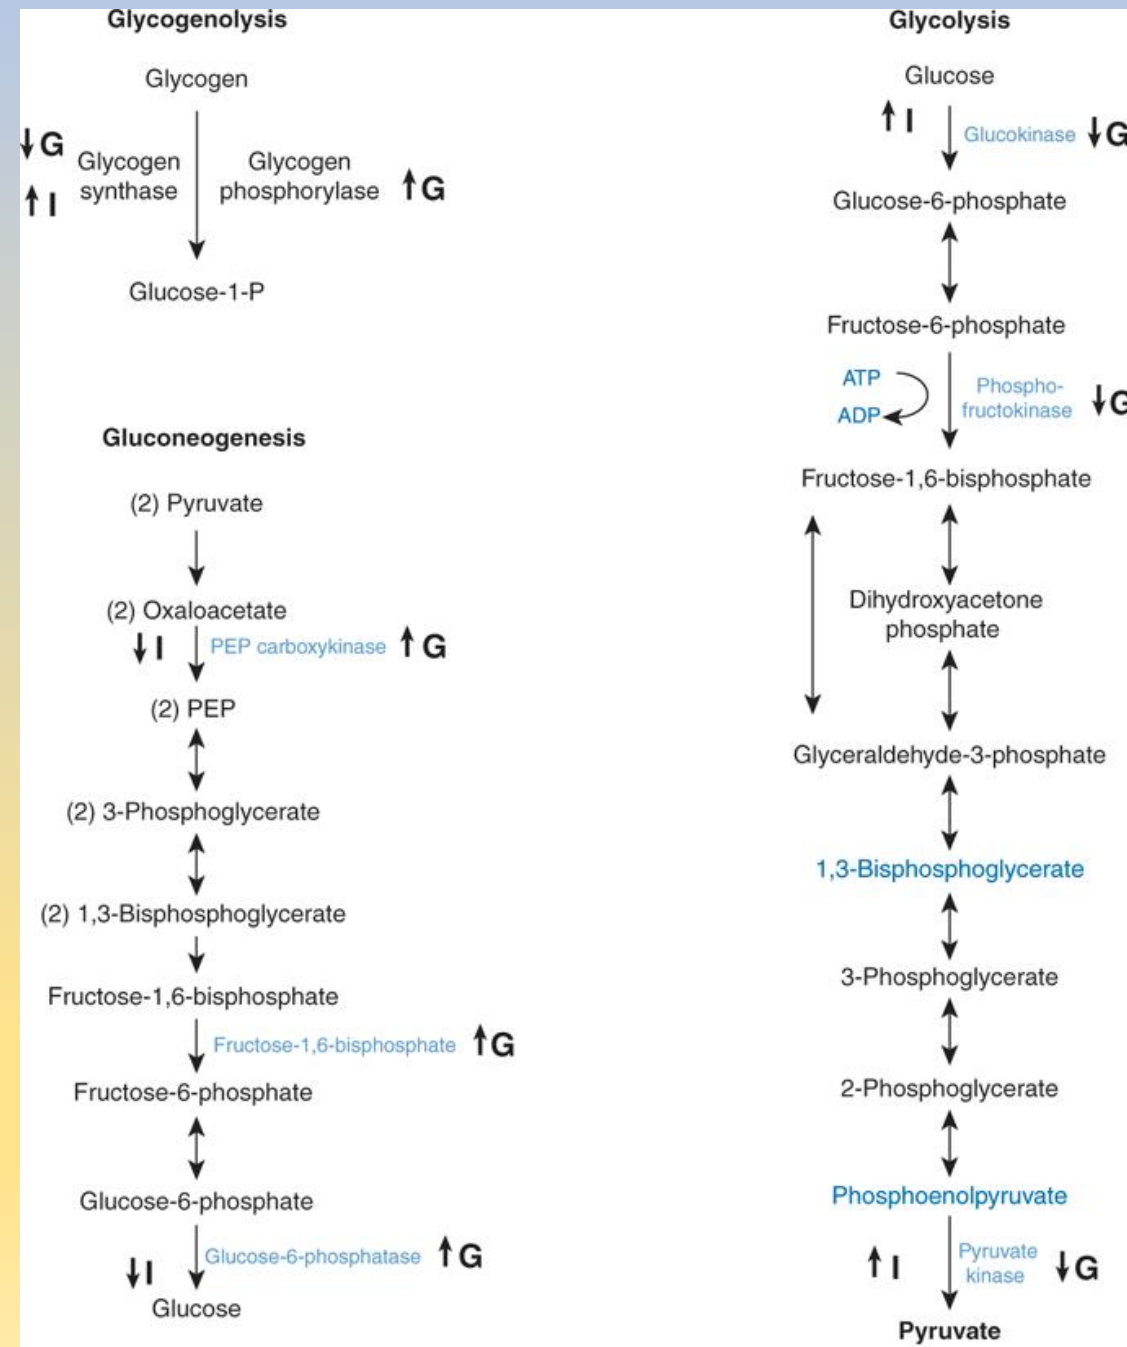 Glycogenolysis
Glycogen
↓G
↑I
Glycogen
synthase
Glycogen
phosphorylase
↑G
Glucose-1-P
Gluconeogenesis
(2) Pyruvate
(2) Oxaloacetate
↓I
PEP carboxykinase ↑G
(2) PEP
(2) 3-Phosphoglycerate
(2) 1,3-Bisphosphoglycerate
Fructose-1,6-bisphosphate
Fructose-1,6-bisphosphate ↑G
Fructose-6-phosphate
Glucose-6-phosphate
↓I
Glucose-6-phosphatase ↑G
Glucose
Glycolysis
Glucose
↑I
Glucokinase ↓G
Glucose-6-phosphate
Fructose-6-phosphate
ATP
ADP
Phospho-
fructokinase
↓G
Fructose-1,6-bisphosphate
Dihydroxyacetone
phosphate
Glyceraldehyde-3-phosphate
1,3-Bisphosphoglycerate
3-Phosphoglycerate
2-Phosphoglycerate
Phosphoenolpyruvate
↑I
Pyruvate
kinase
↓G
Pyruvate